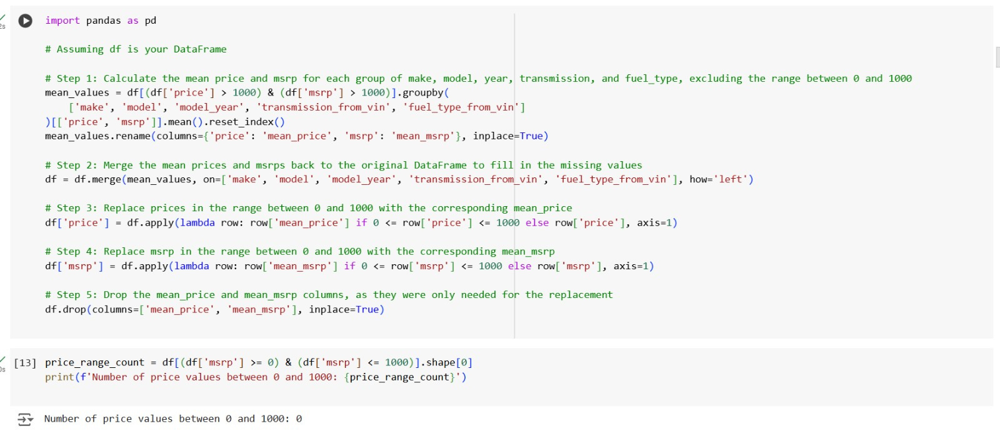 import pandas as pd
# Assuming df is your DataFrame
# Step 1: Calculate the mean price and msrp for each group of make, model, year, transmission, and fuel_type, excluding the range between 0 and 1000
mean_values = df[(df['price'] > 1000) & (df['msrp'] > 1000)].groupby(
    ['make', 'model', 'model_year', 'transmission_from_vin', 'fuel_type_from_vin']
)[['price', 'msrp']].mean().reset_index()
mean_values.rename(columns={'price': 'mean_price', 'msrp': 'mean_msrp'}, inplace=True)
# Step 2: Merge the mean prices and msrps back to the original DataFrame to fill in the missing values
df = df.merge(mean_values, on=['make', 'model', 'model_year', 'transmission_from_vin', 'fuel_type_from_vin'], how='left')
# Step 3: Replace prices in the range between 0 and 1000 with the corresponding mean_price
df['price'] = df.apply(lambda row: row['mean_price'] if 0 <= row['price'] <= 1000 else row['price'], axis=1)
# Step 4: Replace msrp in the range between 0 and 1000 with the corresponding mean_msrp
df['msrp'] = df.apply(lambda row: row['mean_msrp'] if 0 <= row['msrp'] <= 1000 else row['msrp'], axis=1)
# Step 5: Drop the mean_price and mean_msrp columns, as they were only needed for the replacement
df.drop(columns=['mean_price', 'mean_msrp'], inplace=True)
[13] price_range_count = df[(df['msrp'] >= 0) & (df['msrp'] <= 1000)].shape[0]
print(f'Number of price values between 0 and 1000: {price_range_count}')
Number of price values between 0 and 1000: 0